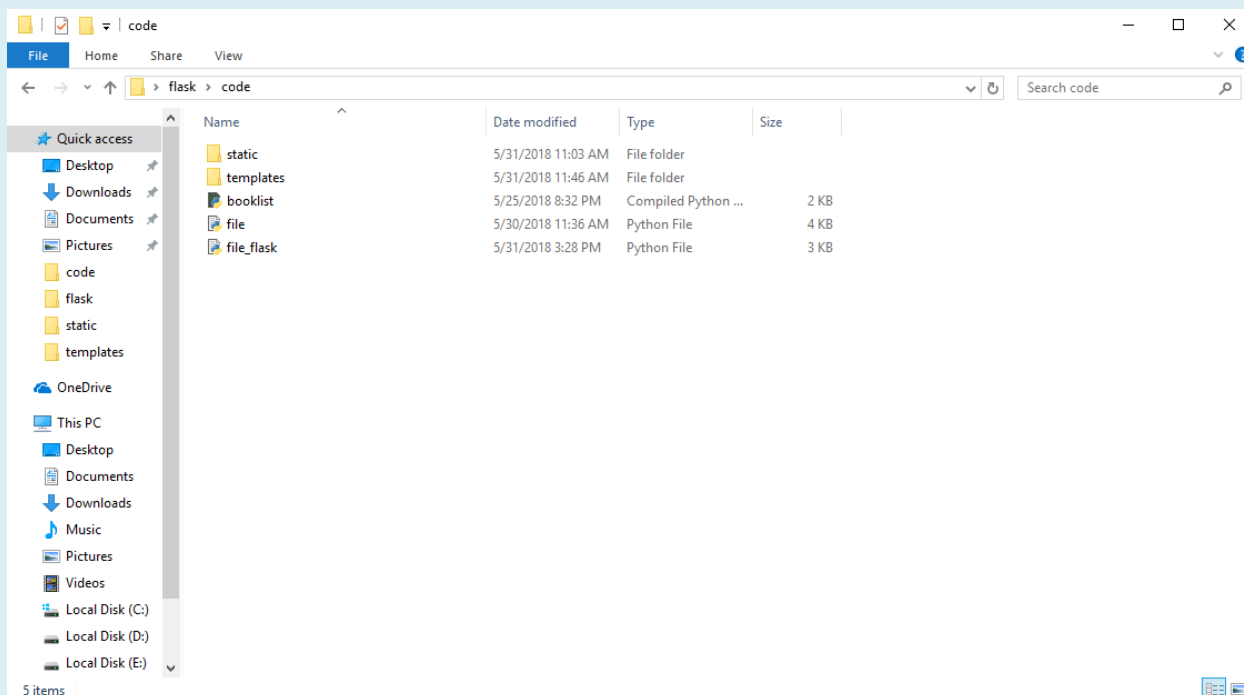 code
File Home Share View
flask > code
Search code
Name Date modified Type Size
Quick access
Desktop
Downloads
Documents
Pictures
code
flask
static
templates
OneDrive
This PC
Desktop
Documents
Downloads
Music
Pictures
Videos
Local Disk (C:)
Local Disk (D:)
Local Disk (E:)
static 5/31/2018 11:03 AM File folder
templates 5/31/2018 11:46 AM File folder
booklist 5/25/2018 8:32 PM Compiled Python ... 2 KB
file 5/30/2018 11:36 AM Python File 4 KB
file_flask 5/31/2018 3:28 PM Python File 3 KB
5 items